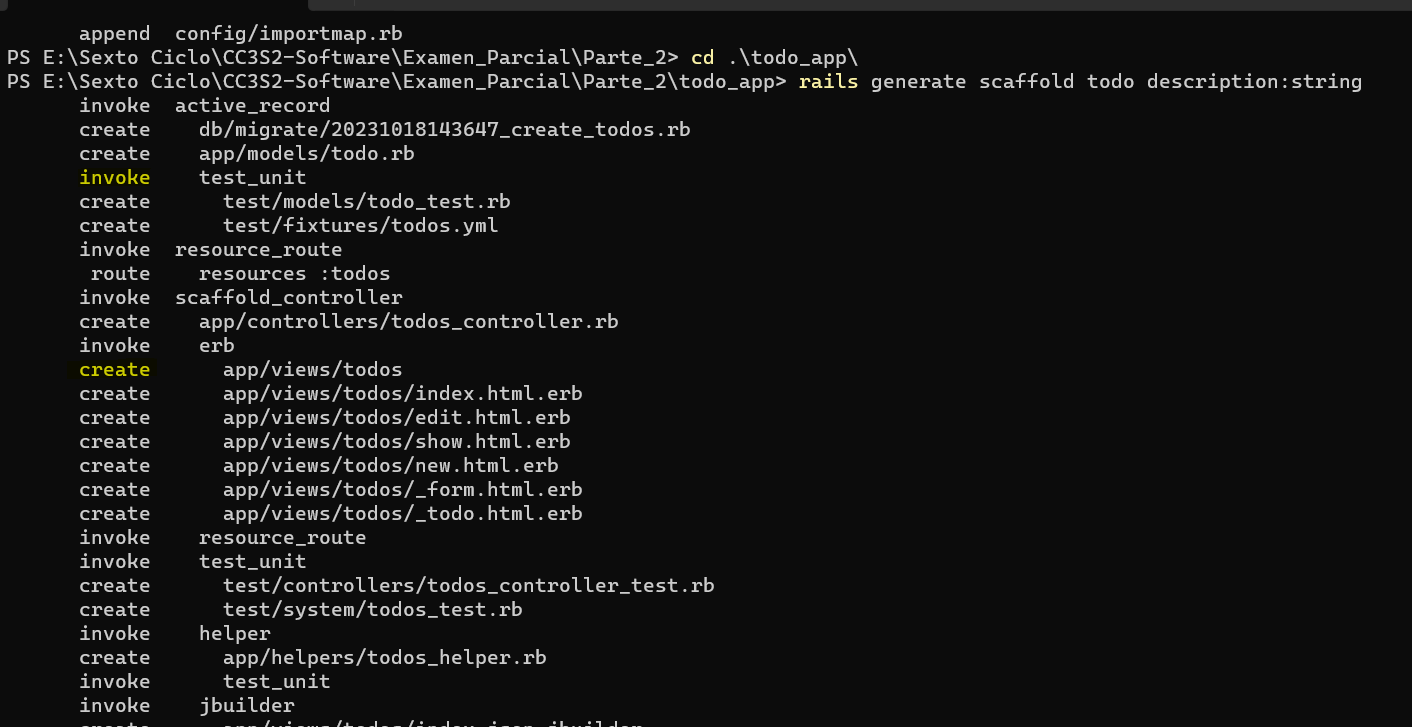 append  config/importmap.rb
PS E:\Sexto Ciclo\CC3S2-Software\Examen_Parcial\Parte_2> cd .\todo_app\
PS E:\Sexto Ciclo\CC3S2-Software\Examen_Parcial\Parte_2\todo_app> rails generate scaffold todo description:string
      invoke  active_record
      create    db/migrate/20231018143647_create_todos.rb
      create    app/models/todo.rb
      invoke    test_unit
      create      test/models/todo_test.rb
      create      test/fixtures/todos.yml
      invoke  resource_route
       route    resources :todos
      invoke  scaffold_controller
      create    app/controllers/todos_controller.rb
      invoke    erb
      create      app/views/todos
      create      app/views/todos/index.html.erb
      create      app/views/todos/edit.html.erb
      create      app/views/todos/show.html.erb
      create      app/views/todos/new.html.erb
      create      app/views/todos/_form.html.erb
      create      app/views/todos/_todo.html.erb
      invoke    resource_route
      invoke    test_unit
      create      test/controllers/todos_controller_test.rb
      create      test/system/todos_test.rb
      invoke    helper
      create      app/helpers/todos_helper.rb
      invoke      test_unit
      invoke    jbuilder
      create      app/views/todos/index.json.jbuilder